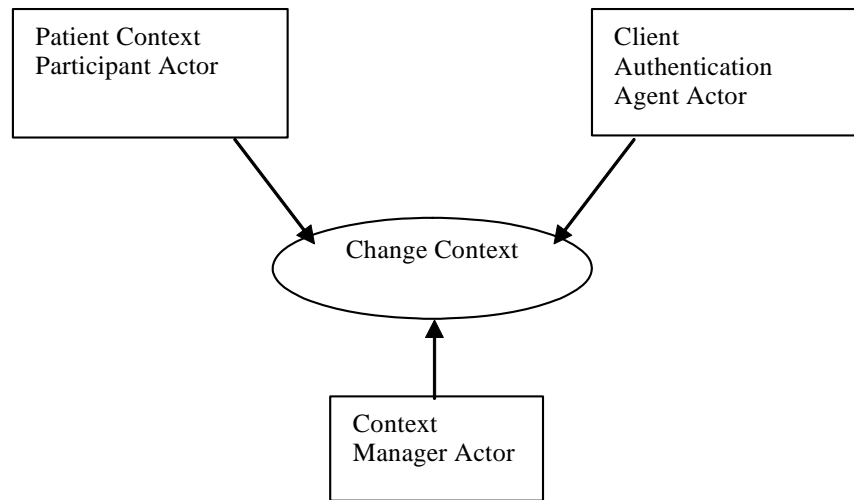 Patient Context
Participant Actor
Client
Authentication
Agent Actor
Change Context
Context
Manager Actor